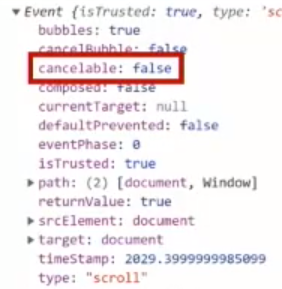 ▼Event {isTrusted: true, type: 'sc
bubbles: true
cancelBubble: false
cancelable: false
composed: false
currentTarget: null
defaultPrevented: false
eventPhase: 0
isTrusted: true
▶path: (2) [document, Window]
returnValue: true
▶srcElement: document
▶target: document
timeStamp: 2029.3999999985099
type: "scroll"